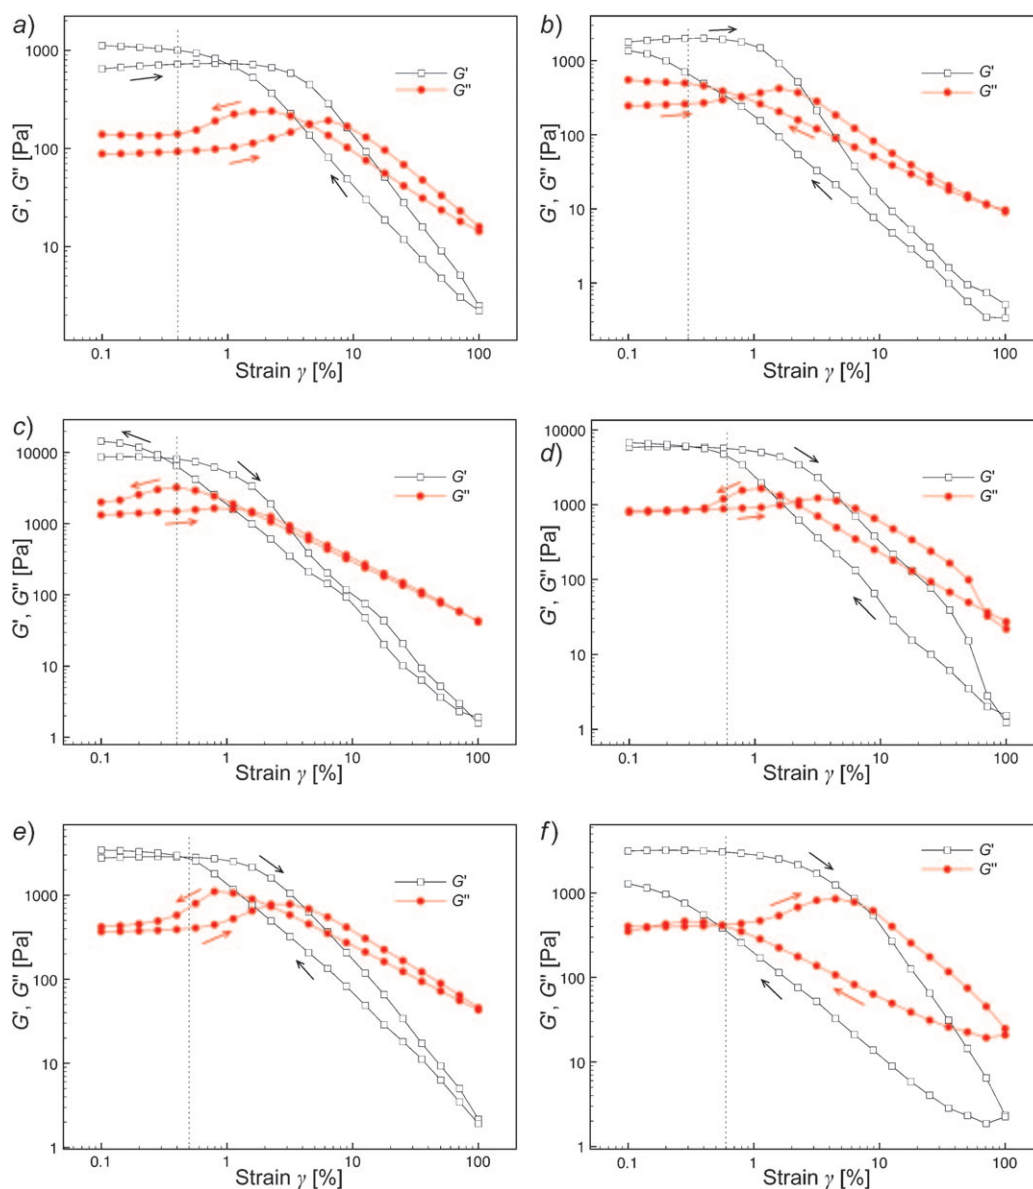 a)
1000
100
10
G', G'' [Pa]
G'
G''
0.1 1 10 100
Strain γ [%]
b)
1000
100
10
1
G', G'' [Pa]
G'
G''
0.1 1 10 100
Strain γ [%]
c)
10000
1000
100
10
1
G', G'' [Pa]
G'
G''
0.1 1 10 100
Strain γ [%]
d)
10000
1000
100
10
1
G', G'' [Pa]
G'
G''
0.1 1 10 100
Strain γ [%]
e)
1000
100
10
1
G', G'' [Pa]
G'
G''
0.1 1 10 100
Strain γ [%]
f)
1000
100
10
1
G', G'' [Pa]
G'
G''
0.1 1 10 100
Strain γ [%]